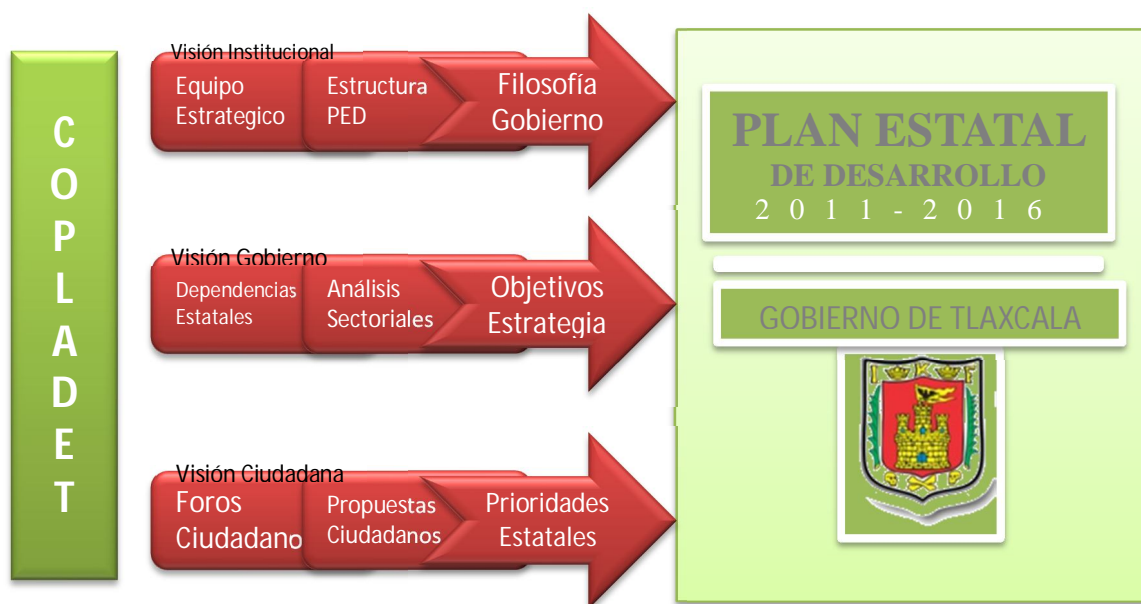 COPLADET
Visión Institucional
Equipo
Estrategico
Estructura
PED
Filosofía
Gobierno
Visión Gobierno
Dependencias
Estatales
Análisis
Sectoriales
Objetivos
Estrategia
Visión Ciudadana
Foros
Ciudadano
Propuestas
Ciudadanos
Prioridades
Estatales
PLAN ESTATAL
DE DESARROLLO
2011-2016
GOBIERNO DE TLAXCALA
I K F